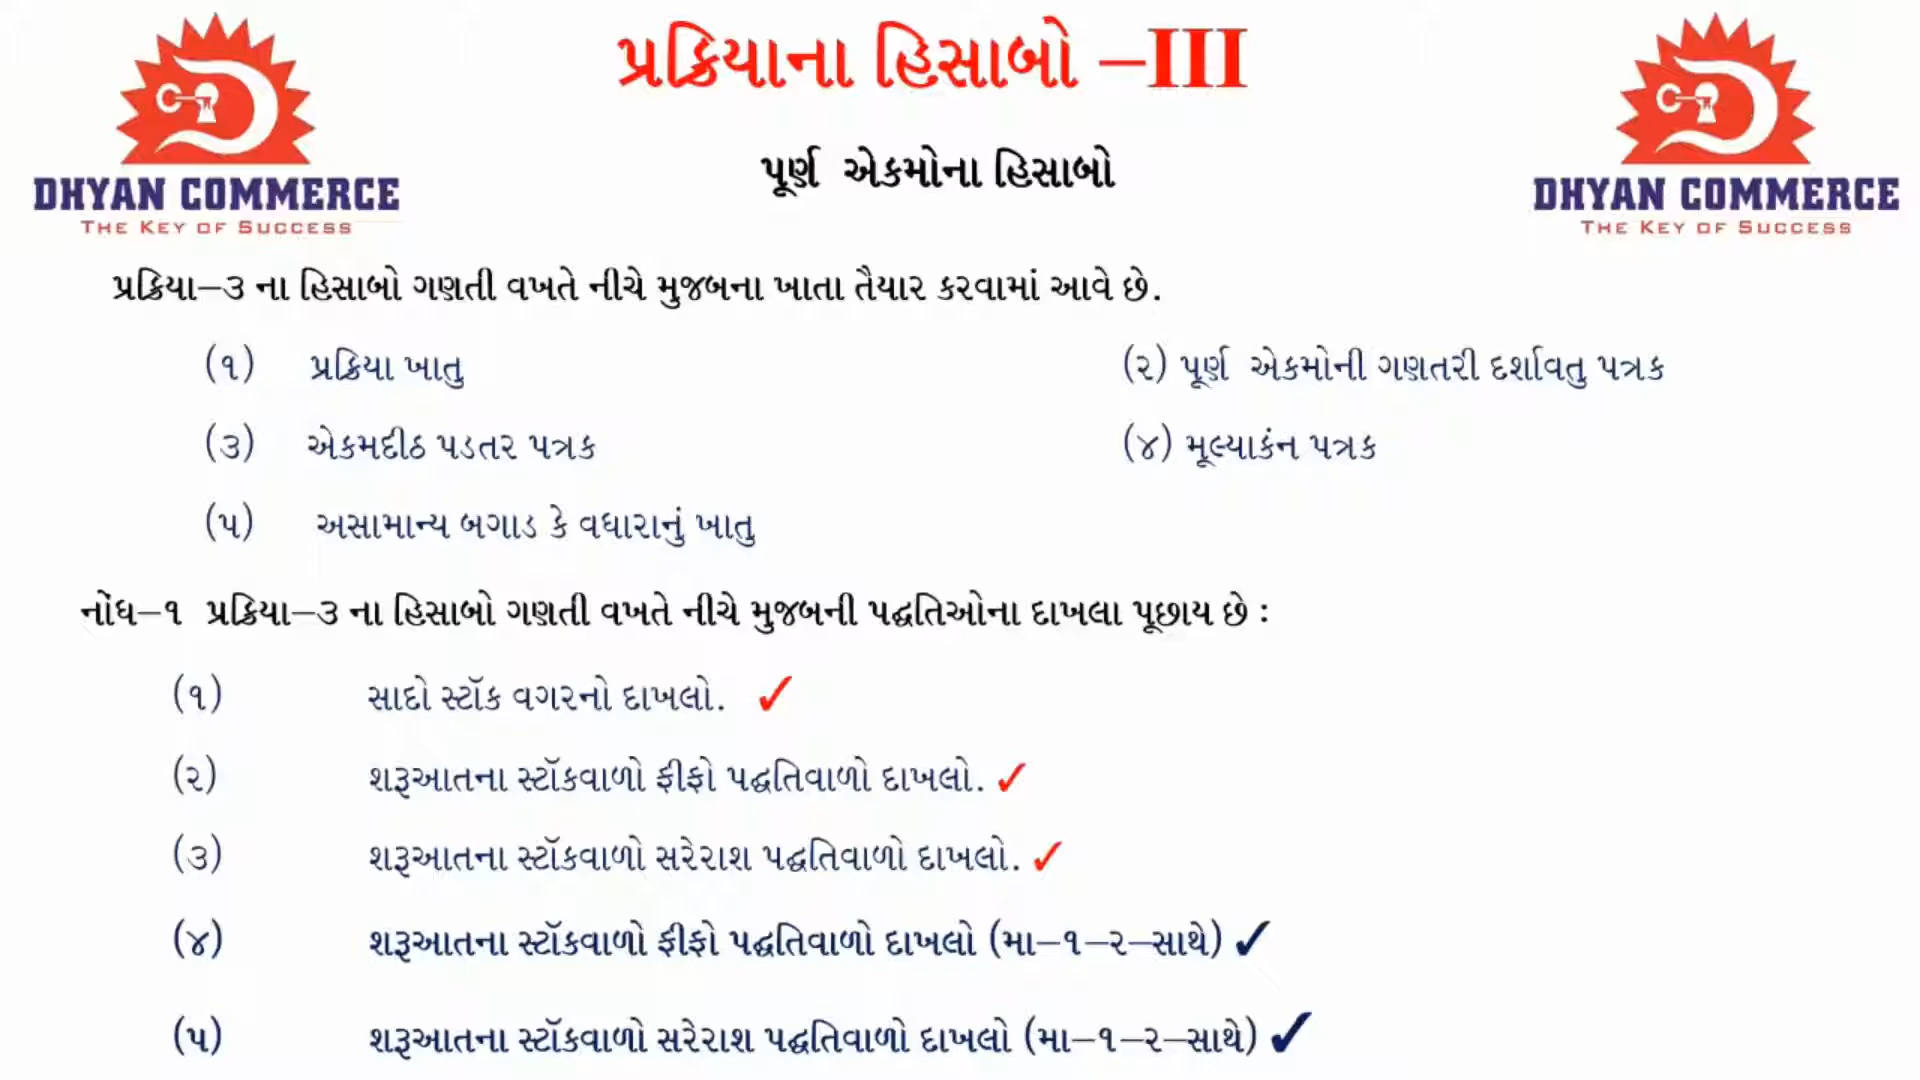 પ્રક્રિયાના હિસાબો –III
DHYAN COMMERCE
THE KEY OF SUCCESS
DHYAN COMMERCE
THE KEY OF SUCCESS
પૂર્ણ એકમોના હિસાબો
પ્રક્રિયા–૩ ના હિસાબો ગણતી વખતે નીચે મુજબના ખાતા તૈયાર કરવામાં આવે છે.
(૧) પ્રક્રિયા ખાતુ (૨) પૂર્ણ એકમોની ગણતરી દર્શાવતુ પત્રક
(૩) એકમદીઠ પડતર પત્રક (૪) મૂલ્યાકંન પત્રક
(૫) અસામાન્ય બગાડ કે વધારાનું ખાતુ
નોંધ–૧ પ્રક્રિયા–૩ ના હિસાબો ગણતી વખતે નીચે મુજબની પદ્ધતિઓના દાખલા પૂછાય છે :
(૧) સાદો સ્ટૉક વગરનો દાખલો. ✓
(૨) શરૂઆતના સ્ટૉકવાળો ફીફો પદ્ધતિવાળો દાખલો. ✓
(૩) શરૂઆતના સ્ટૉકવાળો સરેરાશ પદ્ધતિવાળો દાખલો. ✓
(૪) શરૂઆતના સ્ટૉકવાળો ફીફો પદ્ધતિવાળો દાખલો (મા–૧–૨–સાથે) ✓
(૫) શરૂઆતના સ્ટૉકવાળો સરેરાશ પદ્ધતિવાળો દાખલો (મા–૧–૨–સાથે) ✓